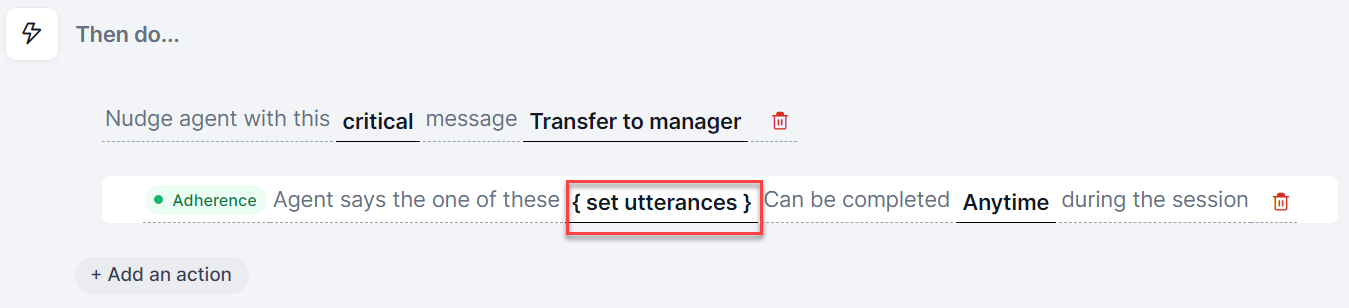 Then do...
Nudge agent with this critical message Transfer to manager
Adherence Agent says the one of these { set utterances } Can be completed Anytime during the session
+ Add an action